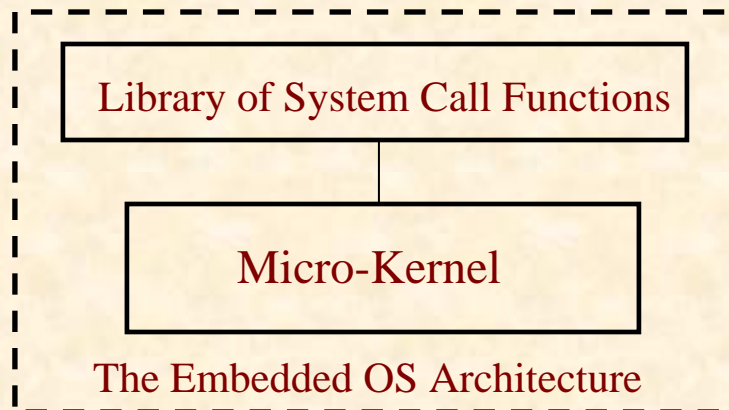 Library of System Call Functions
Micro-Kernel
The Embedded OS Architecture